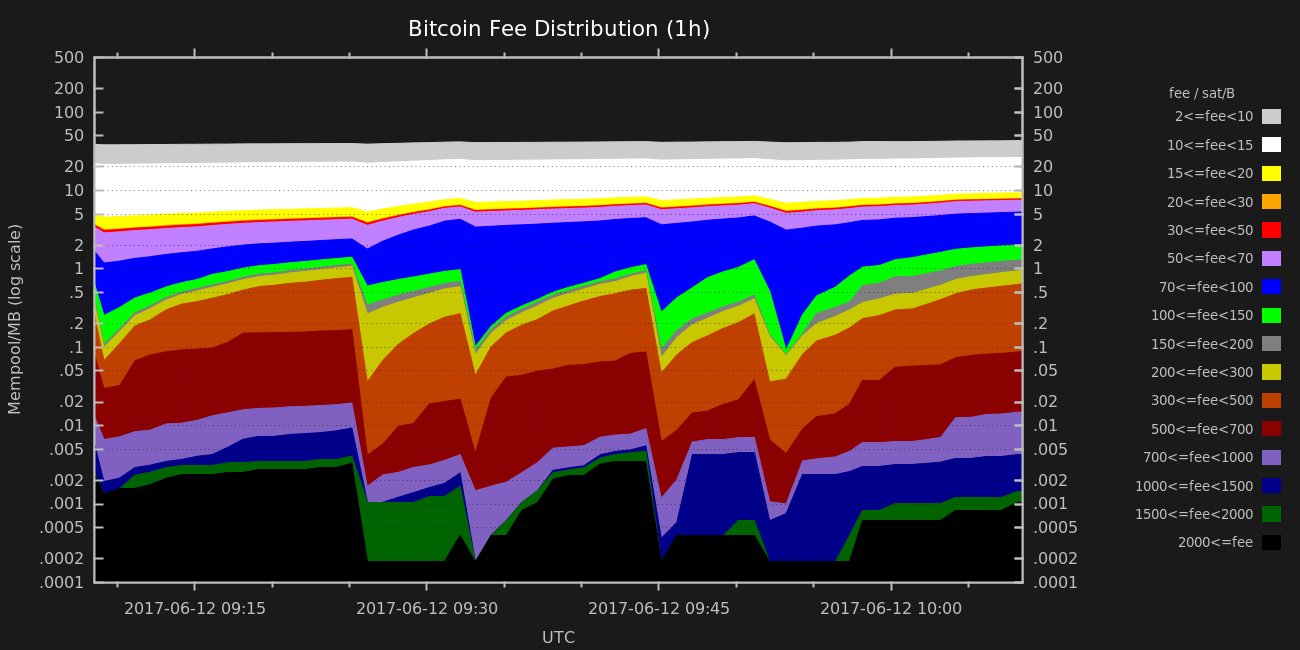 Bitcoin Fee Distribution (1h)
500 500
200 200
100 100
50 50
20 20
10 10
5 5
2 2
1 1
.5 .5
.2 .2
.1 .1
.05 .05
.02 .02
.01 .01
.005 .005
.002 .002
.001 .001
.0005 .0005
.0002 .0002
.0001 .0001
Mempool/MB (log scale)
2017-06-12 09:15 2017-06-12 09:30 2017-06-12 09:45 2017-06-12 10:00
UTC
fee / sat/B
2<=fee<10
10<=fee<15
15<=fee<20
20<=fee<30
30<=fee<50
50<=fee<70
70<=fee<100
100<=fee<150
150<=fee<200
200<=fee<300
300<=fee<500
500<=fee<700
700<=fee<1000
1000<=fee<1500
1500<=fee<2000
2000<=fee